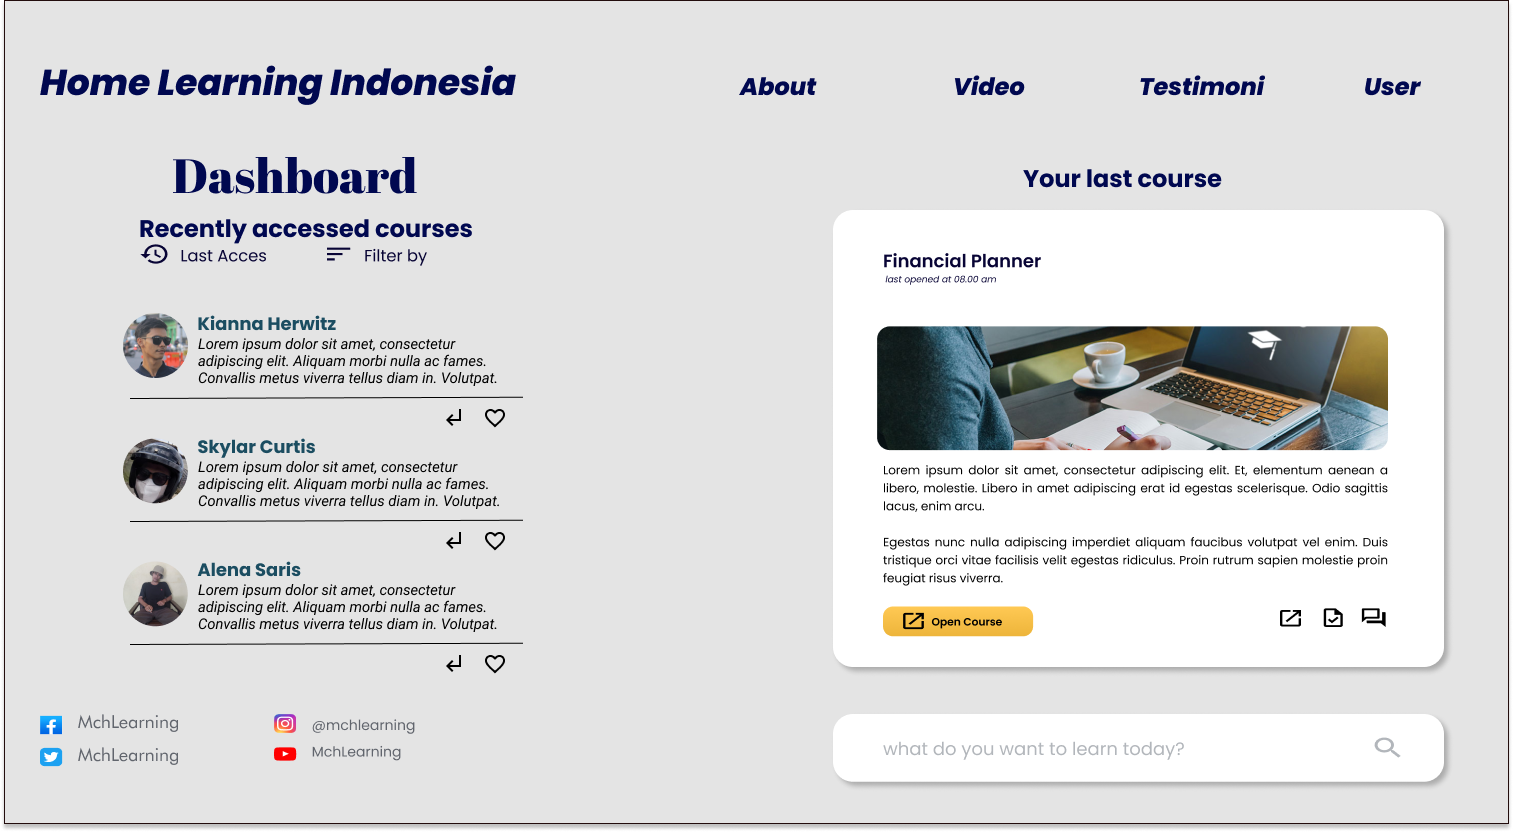 Home Learning Indonesia
About
Video
Testimoni
User
Dashboard
Recently accessed courses
Last Acces
Filter by
Kianna Herwitz
Lorem ipsum dolor sit amet, consectetur
adipiscing elit. Aliquam morbi nulla ac fames.
Convallis metus viverra tellus diam in. Volutpat.
Skylar Curtis
Lorem ipsum dolor sit amet, consectetur
adipiscing elit. Aliquam morbi nulla ac fames.
Convallis metus viverra tellus diam in. Volutpat.
Alena Saris
Lorem ipsum dolor sit amet, consectetur
adipiscing elit. Aliquam morbi nulla ac fames.
Convallis metus viverra tellus diam in. Volutpat.
MchLearning
MchLearning
@mchlearning
MchLearning
Your last course
Financial Planner
last opened at 08.00 am
Lorem ipsum dolor sit amet, consectetur adipiscing elit. Et, elementum aenean a
libero, molestie. Libero in amet adipiscing erat id egestas scelerisque. Odio sagittis
lacus, enim arcu.
Egestas nunc nulla adipiscing imperdiet aliquam faucibus volutpat vel enim. Duis
tristique orci vitae facilisis velit egestas ridiculus. Proin rutrum sapien molestie proin
feugiat risus viverra.
Open Course
what do you want to learn today?